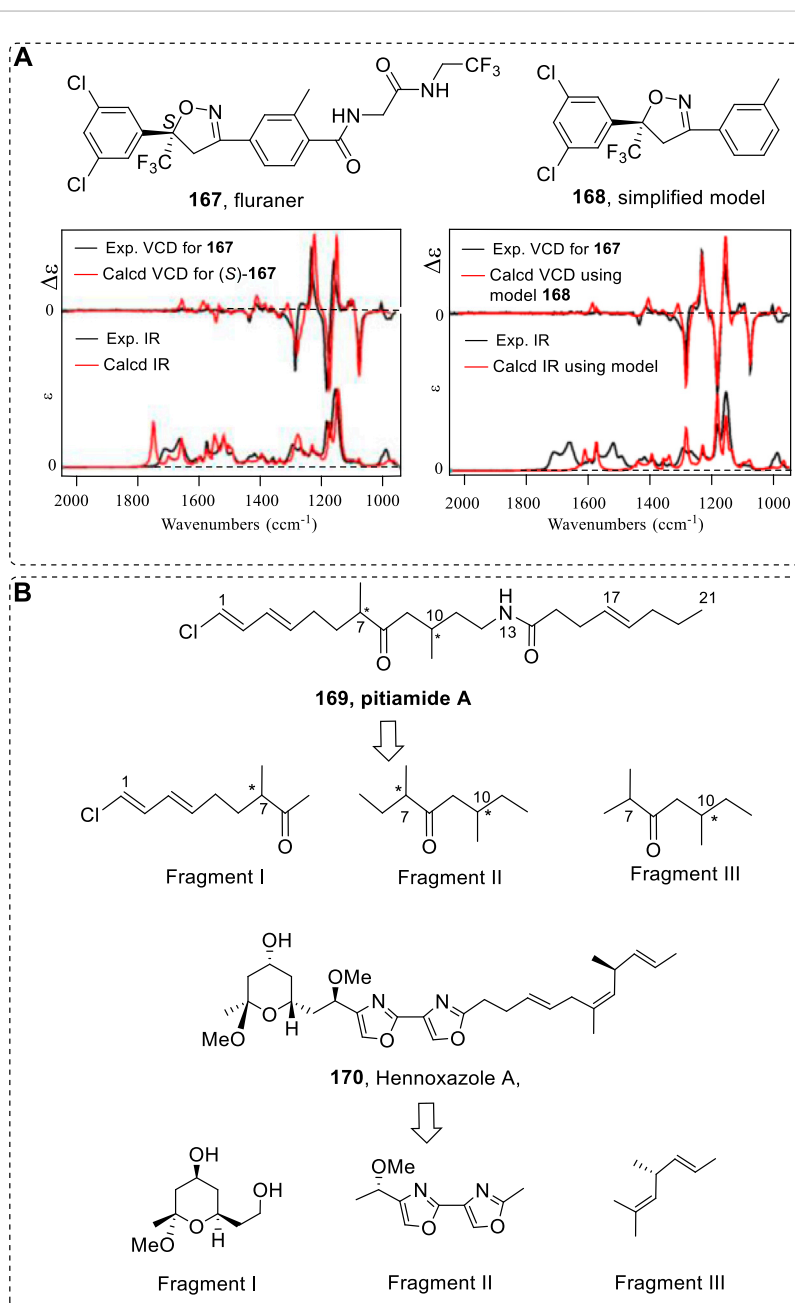 A
Cl
Cl
S
O
N
F₃C
HN
O
O
NH
CF₃
167, fluraner
Cl
Cl
O
N
F₃C
168, simplified model
Δε
Exp. VCD for 167
Calcd VCD for (S)-167
0
Exp. IR
Calcd IR
ε
0
2000 1800 1600 1400 1200 1000
Wavenumbers (ccm⁻¹)
Δε
Exp. VCD for 167
Calcd VCD using
model 168
0
Exp. IR
Calcd IR using model
ε
0
2000 1800 1600 1400 1200 1000
Wavenumbers (ccm⁻¹)
B
1
Cl
*
7
O
10
*
H
N
13
O
17
21
169, pitiamide A
1
Cl
*
7
O
Fragment I
*
7
O
10
*
Fragment II
7
O
10
*
Fragment III
OH
O
MeO
H
OMe
N
O
N
O
170, Hennoxazole A,
OH
O
MeO
H
OH
Fragment I
OMe
N
O
N
O
Fragment II
Fragment III